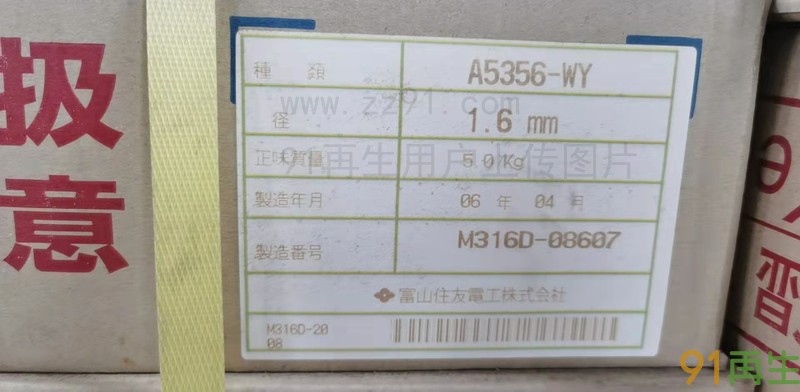 扱
意
種 類 A5356-WY
径 1.6 mm
正味質量 5.0Kg
製造年月 06 年 04 月
製造番号 M316D-08607
富山住友電工株式会社
M316D-20
08
www.zz91.com
91再生用户上传图片
91再生